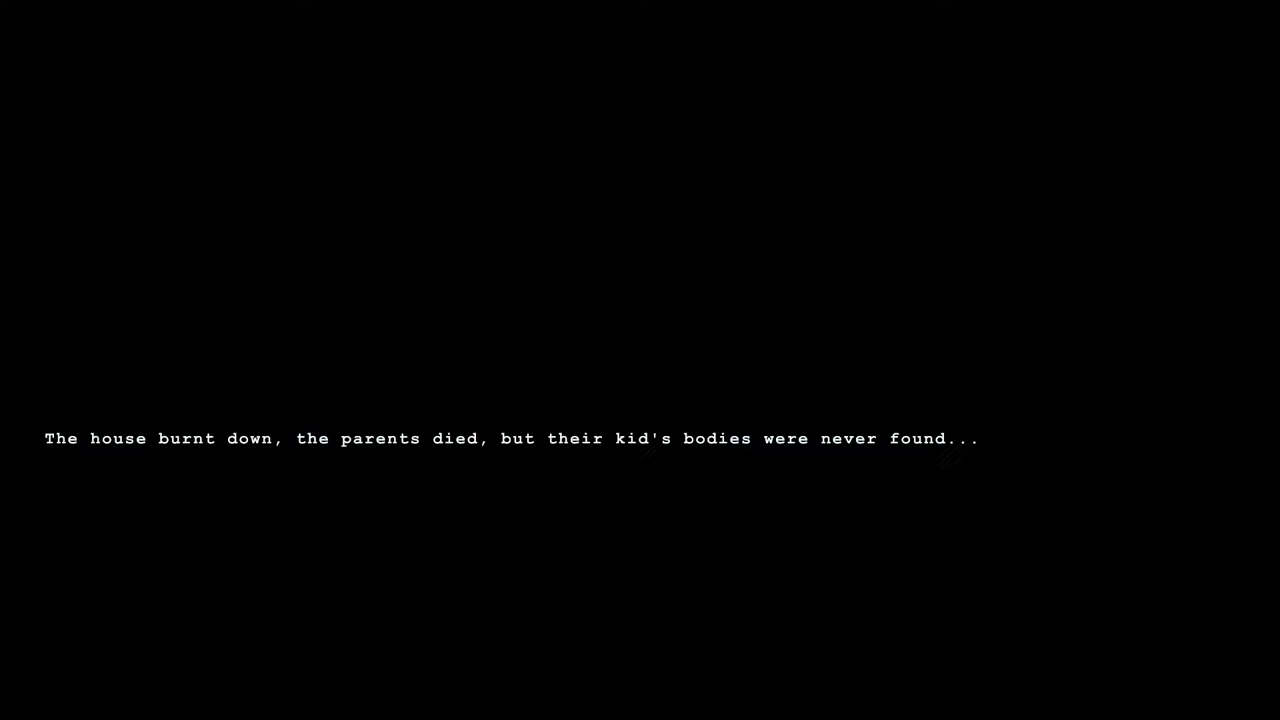 The house burnt down, the parents died, but their kid's bodies were never found...